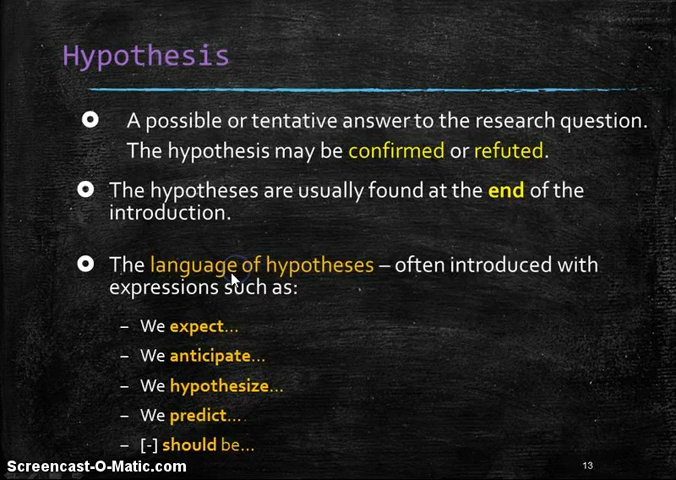 Hypothesis
A possible or tentative answer to the research question.
The hypothesis may be confirmed or refuted.
The hypotheses are usually found at the end of the
introduction.
The language of hypotheses – often introduced with
expressions such as:
– We expect…
– We anticipate…
– We hypothesize…
– We predict…
– [-] should be…
Screencast-O-Matic.com
13